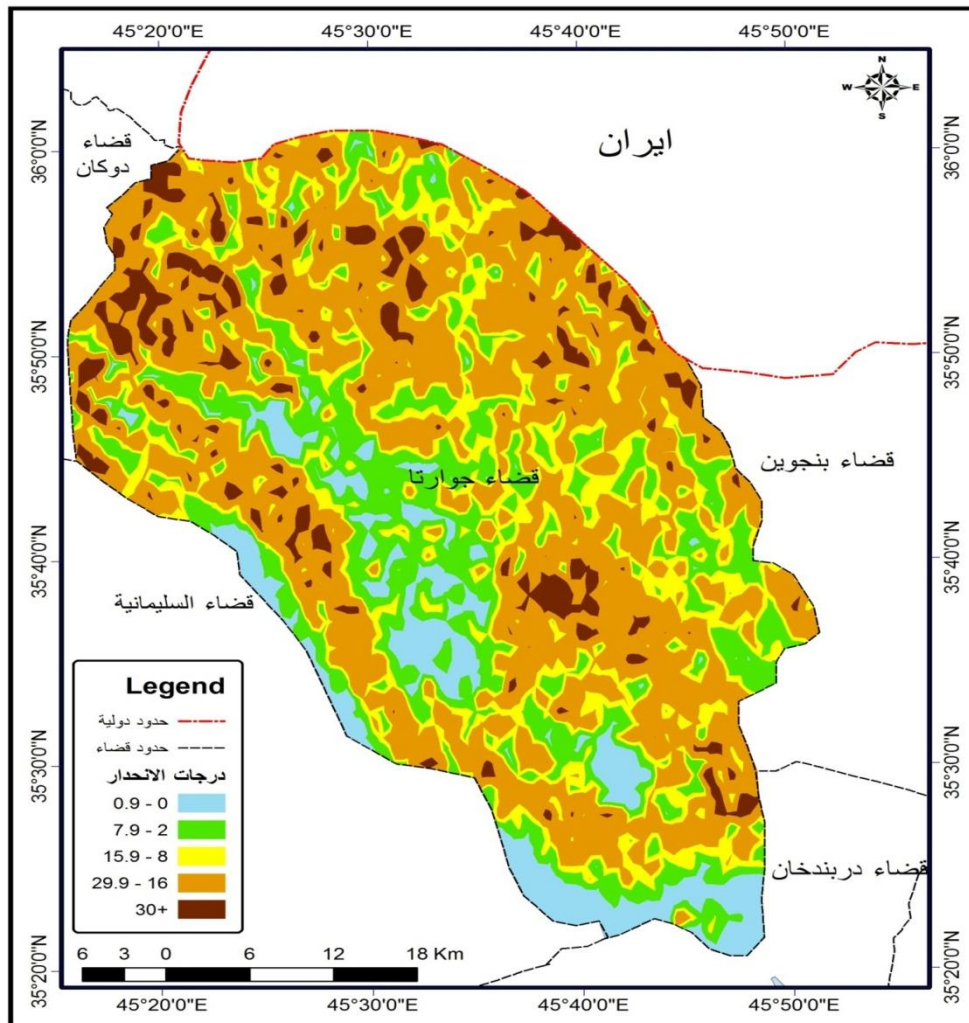 45°20'0"E 45°30'0"E 45°40'0"E 45°50'0"E
36°0'0"N
35°50'0"N
35°40'0"N
35°30'0"N
35°20'0"N
N
W E
S
36°0'0"N
35°50'0"N
35°40'0"N
35°30'0"N
35°20'0"N
ايران
قضاء
دوكان
قضاء بنجوين
قضاء جوارتا
قضاء السليمانية
قضاء دربندخان
Legend
حدود دولية
حدود قضاء
درجات الانحدار
0.9 - 0
7.9 - 2
15.9 - 8
29.9 - 16
30+
6 3 0 6 12 18 Km
45°20'0"E 45°30'0"E 45°40'0"E 45°50'0"E